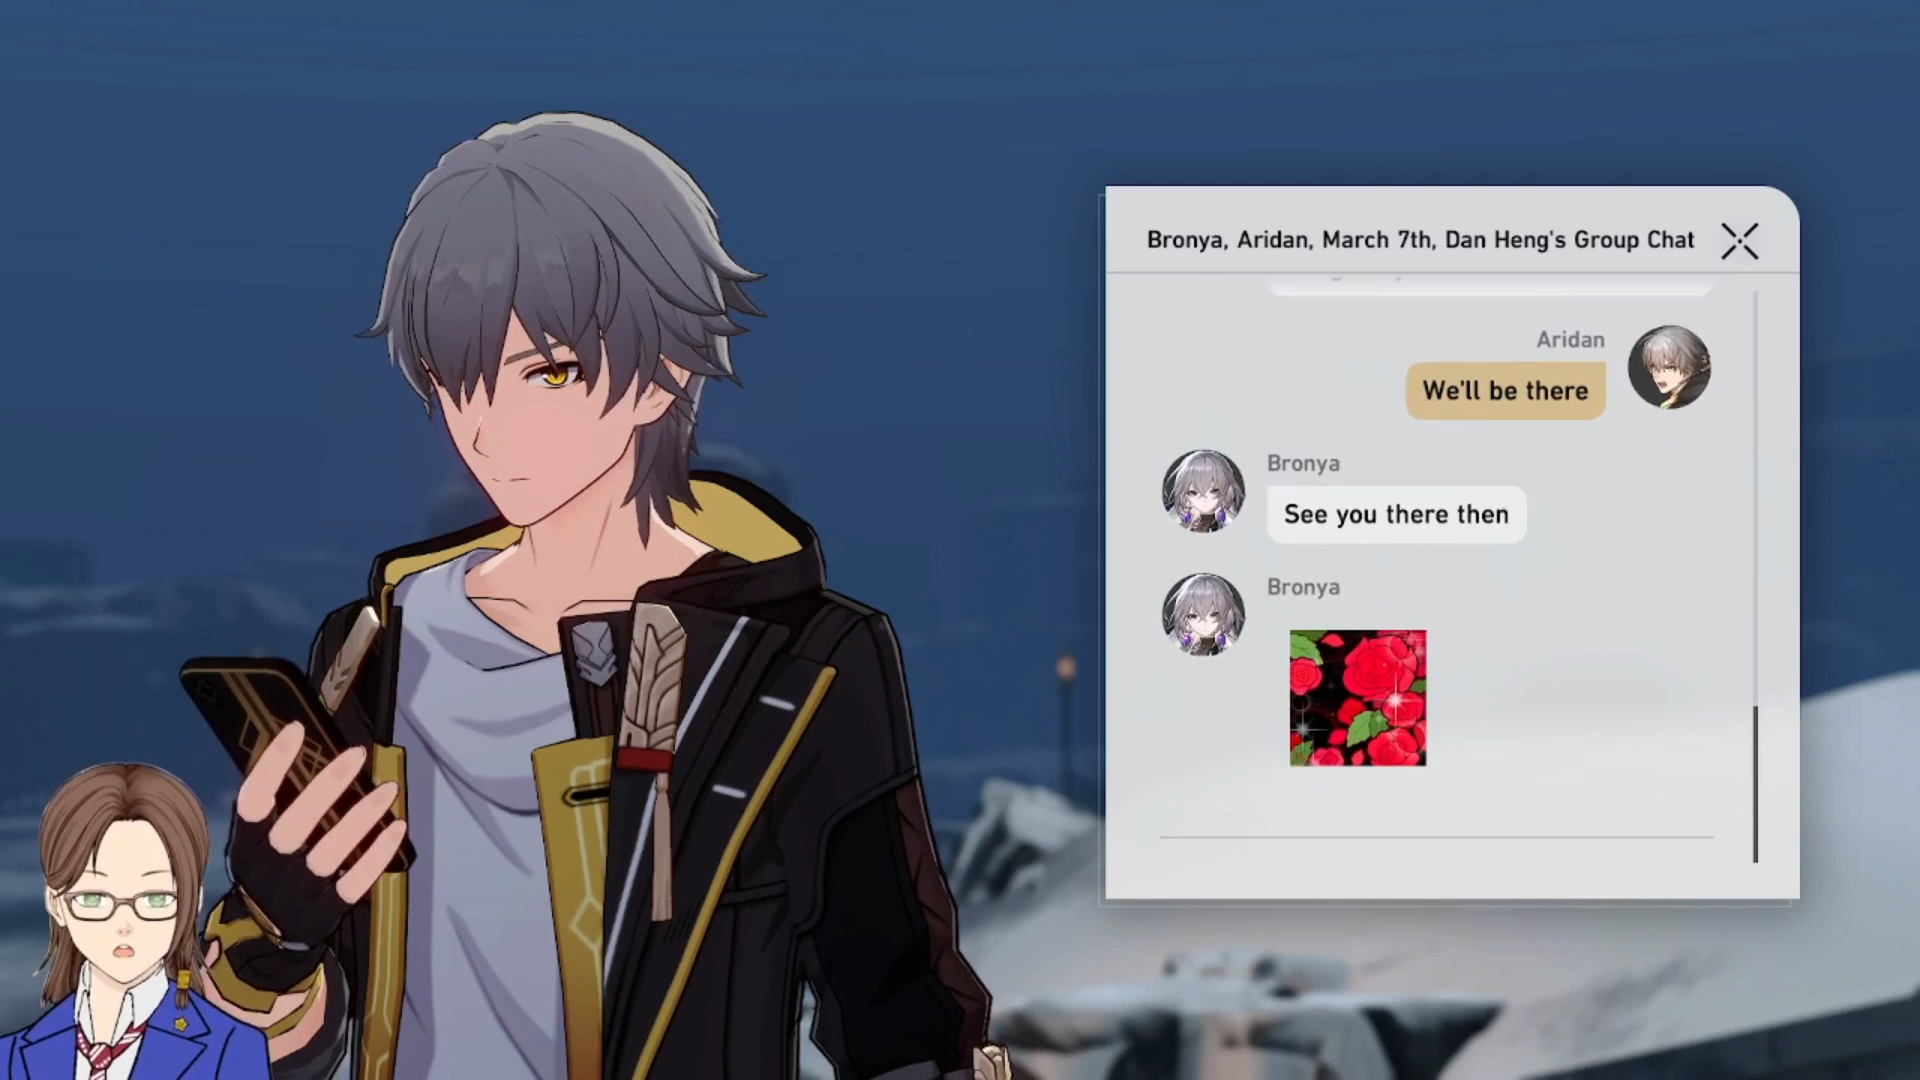 Bronya, Aridan, March 7th, Dan Heng's Group Chat
Aridan
We'll be there
Bronya
See you there then
Bronya